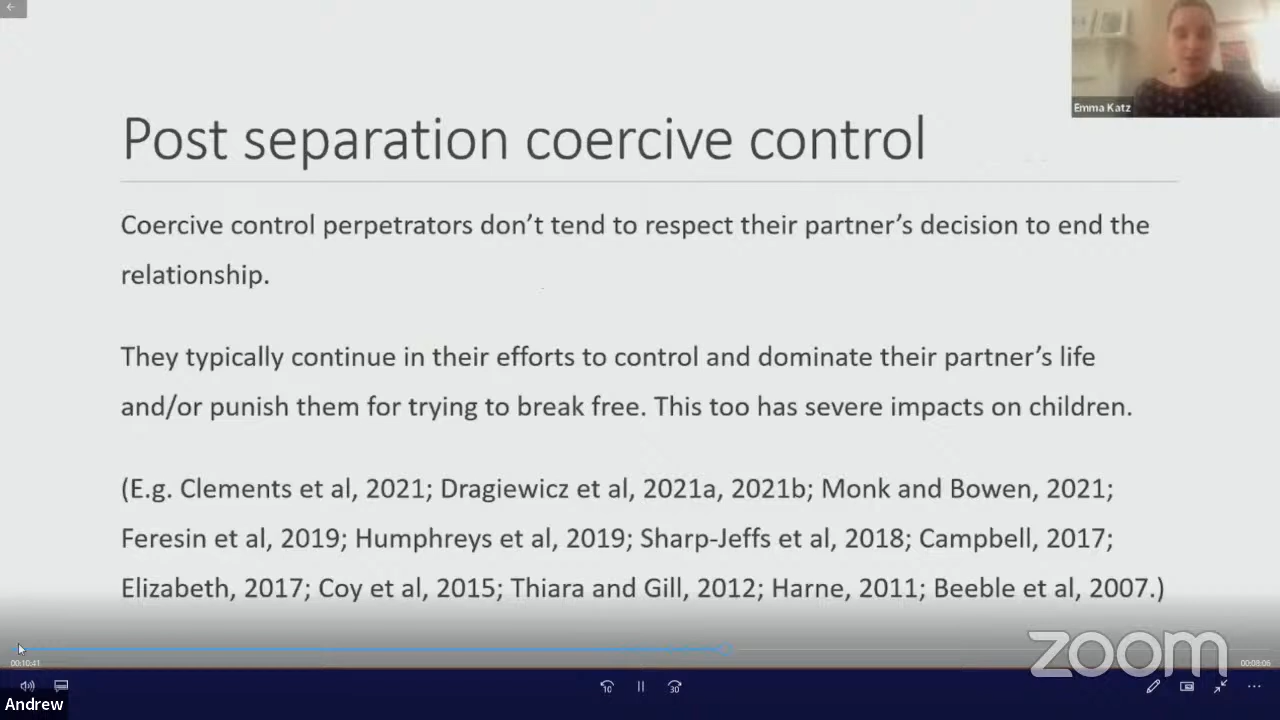 Emma Katz
Post separation coercive control
Coercive control perpetrators don’t tend to respect their partner’s decision to end the
relationship.
They typically continue in their efforts to control and dominate their partner’s life
and/or punish them for trying to break free. This too has severe impacts on children.
(E.g. Clements et al, 2021; Dragiewicz et al, 2021a, 2021b; Monk and Bowen, 2021;
Feresin et al, 2019; Humphreys et al, 2019; Sharp-Jeffs et al, 2018; Campbell, 2017;
Elizabeth, 2017; Coy et al, 2015; Thiara and Gill, 2012; Harne, 2011; Beeble et al, 2007.)
zoom
00:10:41
00:08:06
10
30
Andrew